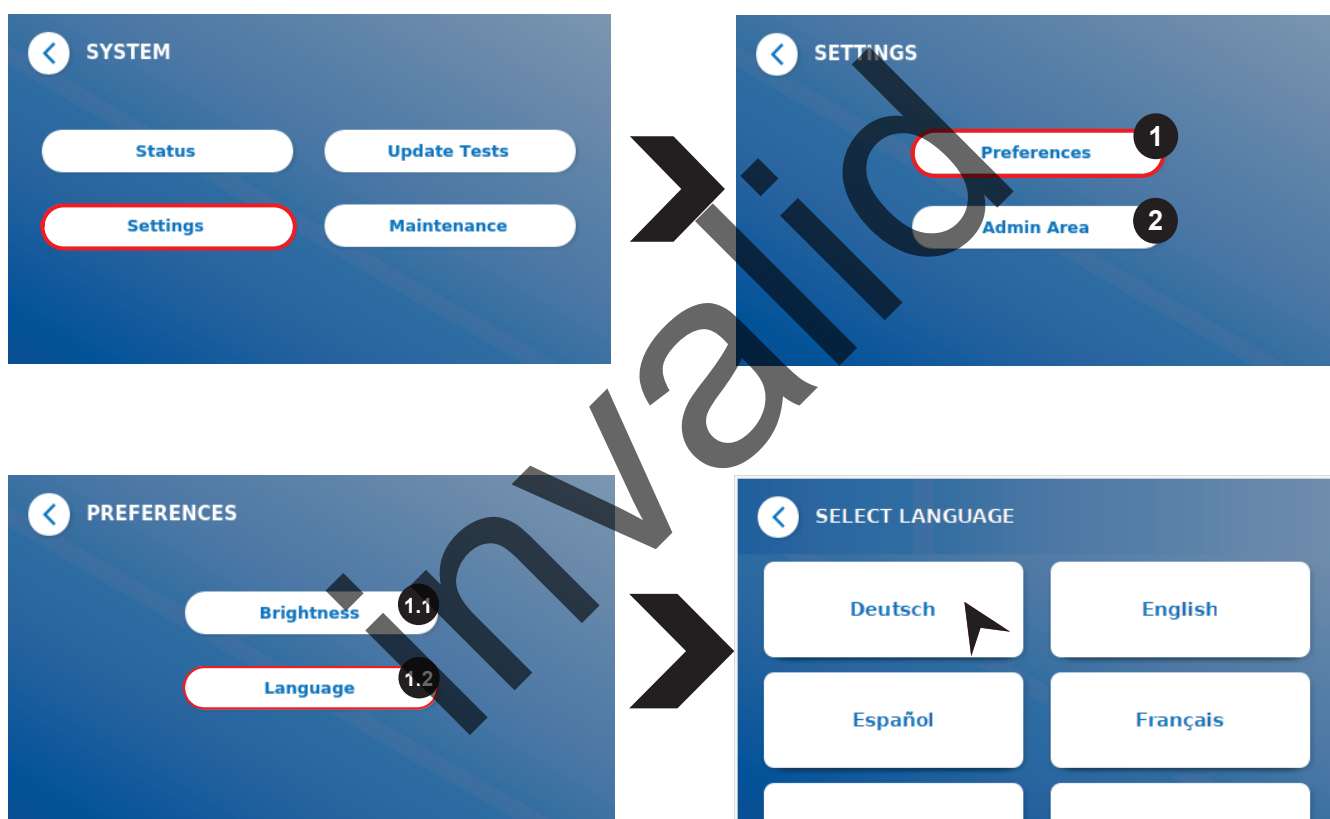 SYSTEM
Status
Update Tests
Settings
Maintenance
SETTINGS
Preferences
1
Admin Area
2
PREFERENCES
Brightness
1.1
Language
1.2
SELECT LANGUAGE
Deutsch
English
Español
Français
invalid